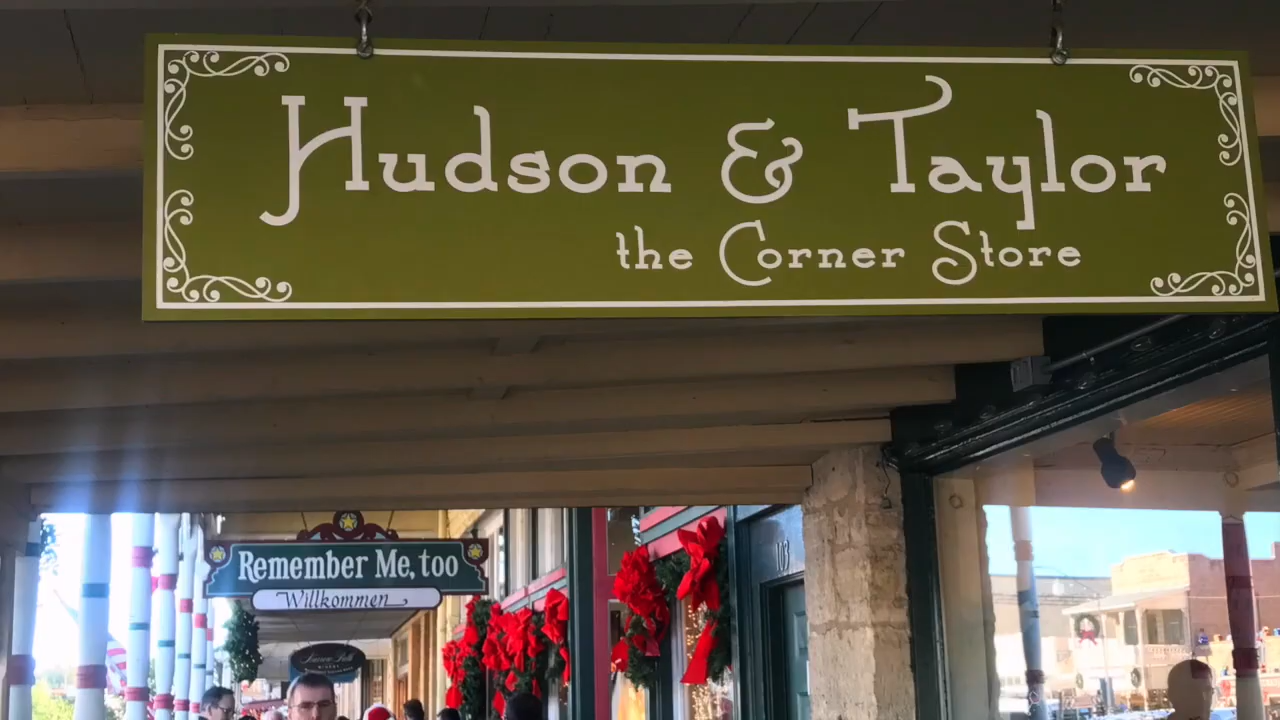 Hudson & Taylor
the Corner Store
Remember Me, too
Willkommen
103